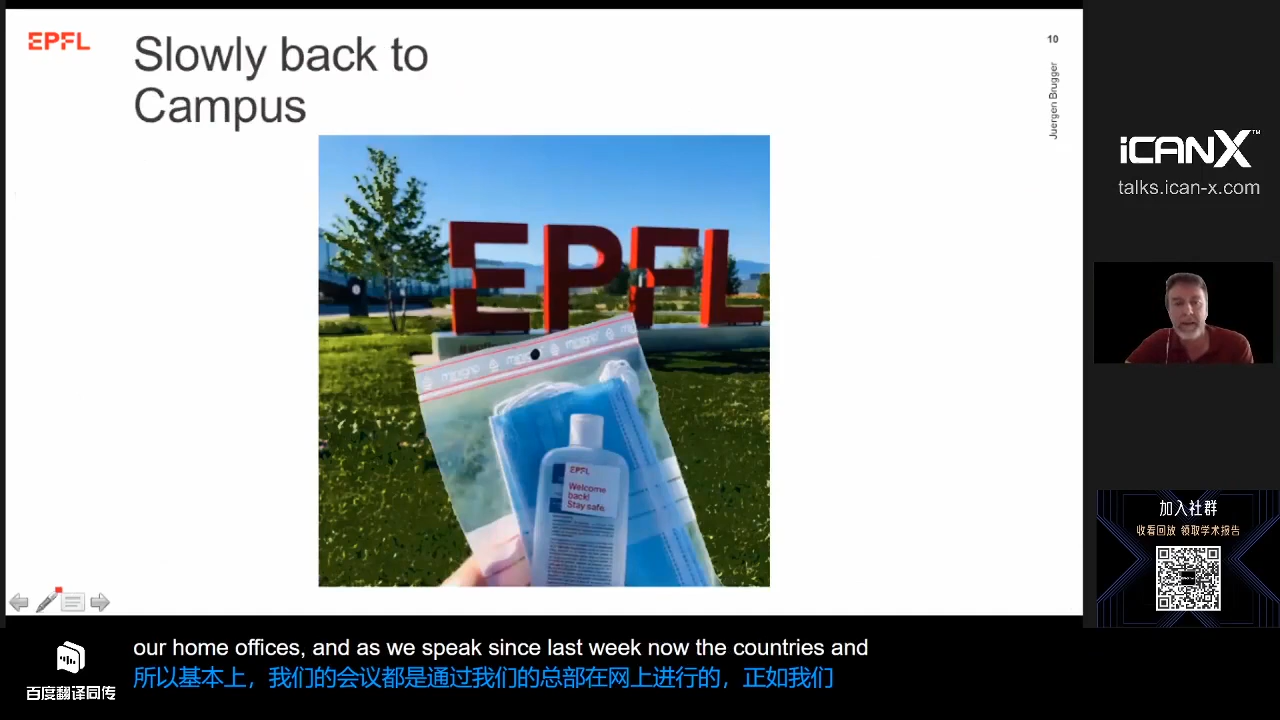 EPFL
Slowly back to
Campus
10
Juergen Brugger
EPFL
minigrip
EPFL
Welcome
back!
Stay safe.
iCANX™
talks.ican-x.com
加入社群
收看回放 领取学术报告
our home offices, and as we speak since last week now the countries and
所以基本上，我们的会议都是通过我们的总部在网上进行的，正如我们
百度翻译同传